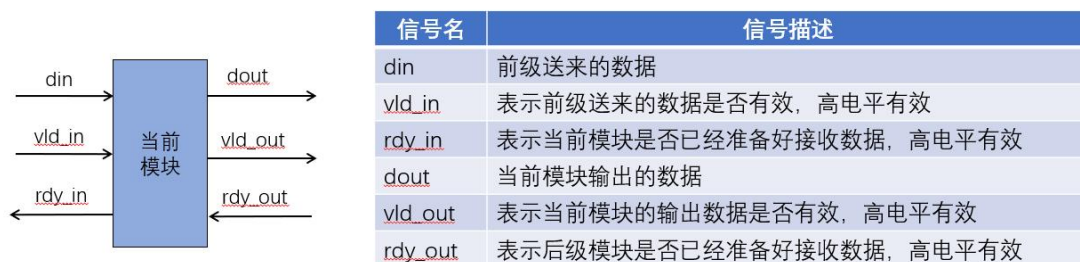 din
vld_in
rdy_in
当前
模块
dout
vld_out
rdy_out
信号名 信号描述
din 前级送来的数据
vld_in 表示前级送来的数据是否有效，高电平有效
rdy_in 表示当前模块是否已经准备好接收数据，高电平有效
dout 当前模块输出的数据
vld_out 表示当前模块的输出数据是否有效，高电平有效
rdy_out 表示后级模块是否已经准备好接收数据，高电平有效